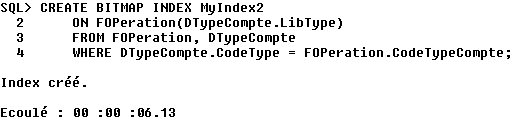 SQL> CREATE BITMAP INDEX MyIndex2
2 ON FOPeration(DTypeCompte.LibType)
3 FROM FOPeration, DTypeCompte
4 WHERE DTypeCompte.CodeType = FOPeration.CodeTypeCompte;
Index créé.
Ecoulé : 00 :00 :06.13